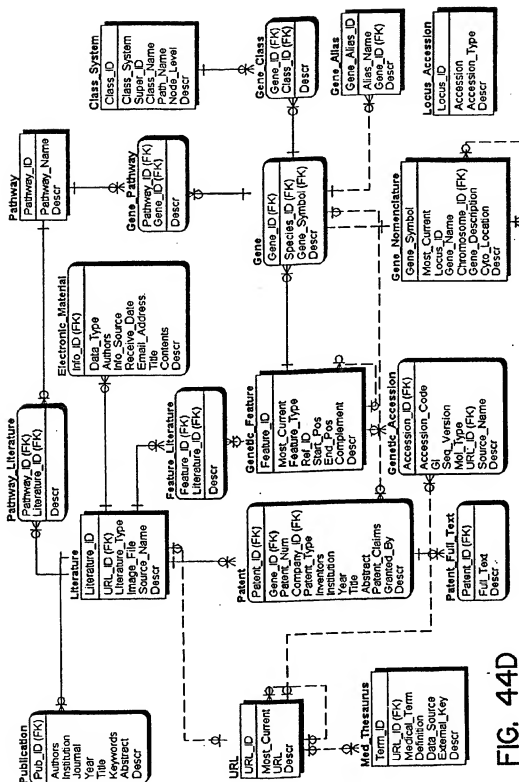 Publication
Pub_ID (FK)
Authors
Institution
Journal
Year
Title
Keywords
Abstract
Descr
Pathway_Literature
Pathway_ID (FK)
Literature_ID (FK)
Descr
Pathway
Pathway_ID
Pathway_Name
Descr
Class_System
Class_ID
Class_System
Super_ID
Class_Name
Path_Name
Node_Level
Descr
Electronic_Material
Info_ID (FK)
Data_Type
Authors
Info_Source
Receive_Date
Email_Address
Title
Contents
Descr
Gene_Pathway
Pathway_ID (FK)
Gene_ID (FK)
Descr
Gene_Class
Gene_ID (FK)
Class_ID (FK)
Descr
Literature
Literature_ID
URL_ID (FK)
Literature_Type
Image_File
Source_Name
Descr
Feature_Literature
Feature_ID (FK)
Literature_ID (FK)
Descr
Gene
Gene_ID (FK)
Species_ID (FK)
Gene_Symbol (FK)
Descr
Gene_Alias
Gene_Alias_ID
Alias_Name
Gene_ID (FK)
Descr
URL
URL_ID
Most_Current
URL
Descr
Patent
Patent_ID (FK)
Gene_ID (FK)
Patent_Num
Company_ID (FK)
Patent_Type
Inventors
Institution
Year
Title
Abstract
Patent_Claims
Granted_By
Descr
Genetic_Feature
Feature_ID
Most_Current
Feature_Type
Ref_ID
Start_Pos
End_Pos
Complement
Descr
Gene_Nomenclature
Gene_Symbol
Most_Current
Locus_ID
Gene_Name
Chromosome_ID (FK)
Gene_Description
Cyto_Location
Descr
Locus_Accession
Locus_ID
Accession
Accession_Type
Descr
Med_Thesaurus
Term_ID
URL_ID (FK)
Medical_Term
Definition
Data_Source
External_Key
Descr
Patent_Full_Text
Patent_ID (FK)
Full_Text
Descr
Genetic_Accession
Accession_ID (FK)
Accession_Code
GI
Seq_Version
Mol_Type
URL_ID (FK)
Source_Name
Descr
FIG. 44D